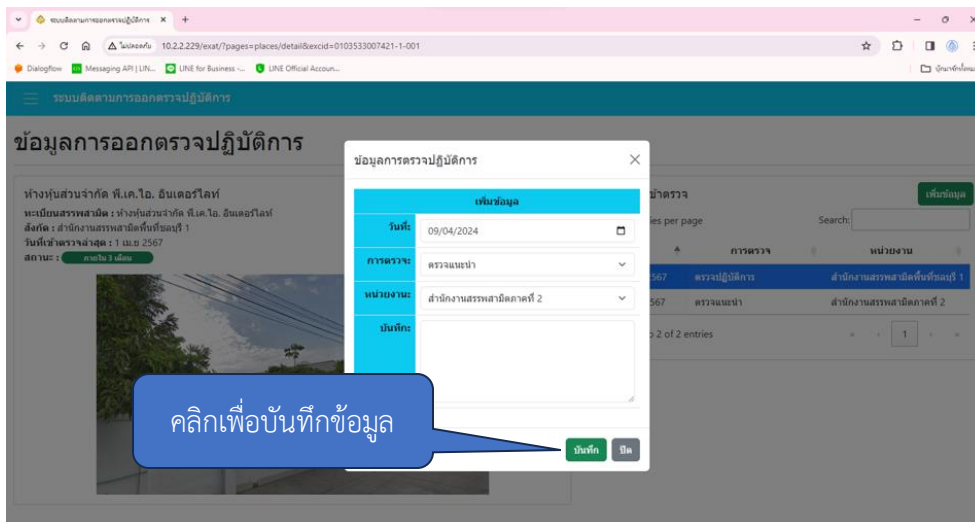 ระบบติดตามการออกตรวจปฏิบัติการ
ไม่ปลอดภัย 10.2.2.229/exat/?pages=places/detail&excid=0103533007421-1-001
Dialogflow Messaging API | LIN... LINE for Business -... LINE Official Accoun...
ระบบติดตามการออกตรวจปฏิบัติการ
ข้อมูลการออกตรวจปฏิบัติการ
ห้างหุ้นส่วนจำกัด พี.เค.ไอ. อินเตอร์ไลท์
ทะเบียนสรรพสามิต : ห้างหุ้นส่วนจำกัด พี.เค.ไอ. อินเตอร์ไลท์
สังกัด : สำนักงานสรรพสามิตพื้นที่ชลบุรี 1
วันที่เข้าตรวจล่าสุด : 1 เม.ย 2567
สถานะ : ภายใน 3 เดือน
ข้อมูลการตรวจปฏิบัติการ
เพิ่มข้อมูล
วันที่: 09/04/2024
การตรวจ: ตรวจแนะนำ
หน่วยงาน: สำนักงานสรรพสามิตภาคที่ 2
บันทึก:
บันทึก ปิด
คลิกเพื่อบันทึกข้อมูล
ข้าตรวจ เพิ่มข้อมูล
ies per page Search:
การตรวจ หน่วยงาน
2567 ตรวจปฏิบัติการ สำนักงานสรรพสามิตพื้นที่ชลบุรี 1
567 ตรวจแนะนำ สำนักงานสรรพสามิตภาคที่ 2
2 of 2 entries « ‹ 1 › »